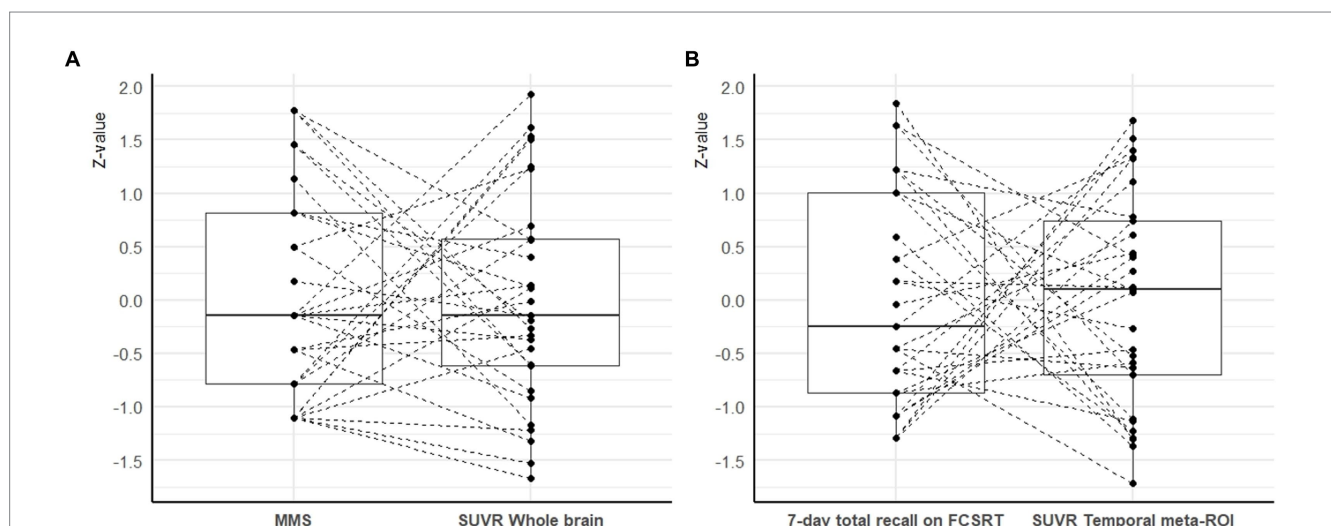 A
Z-value
2.0
1.5
1.0
0.5
0.0
-0.5
-1.0
-1.5
MMS SUVR Whole brain
B
Z-value
2.0
1.5
1.0
0.5
0.0
-0.5
-1.0
-1.5
7-day total recall on FCSRT SUVR Temporal meta-ROI